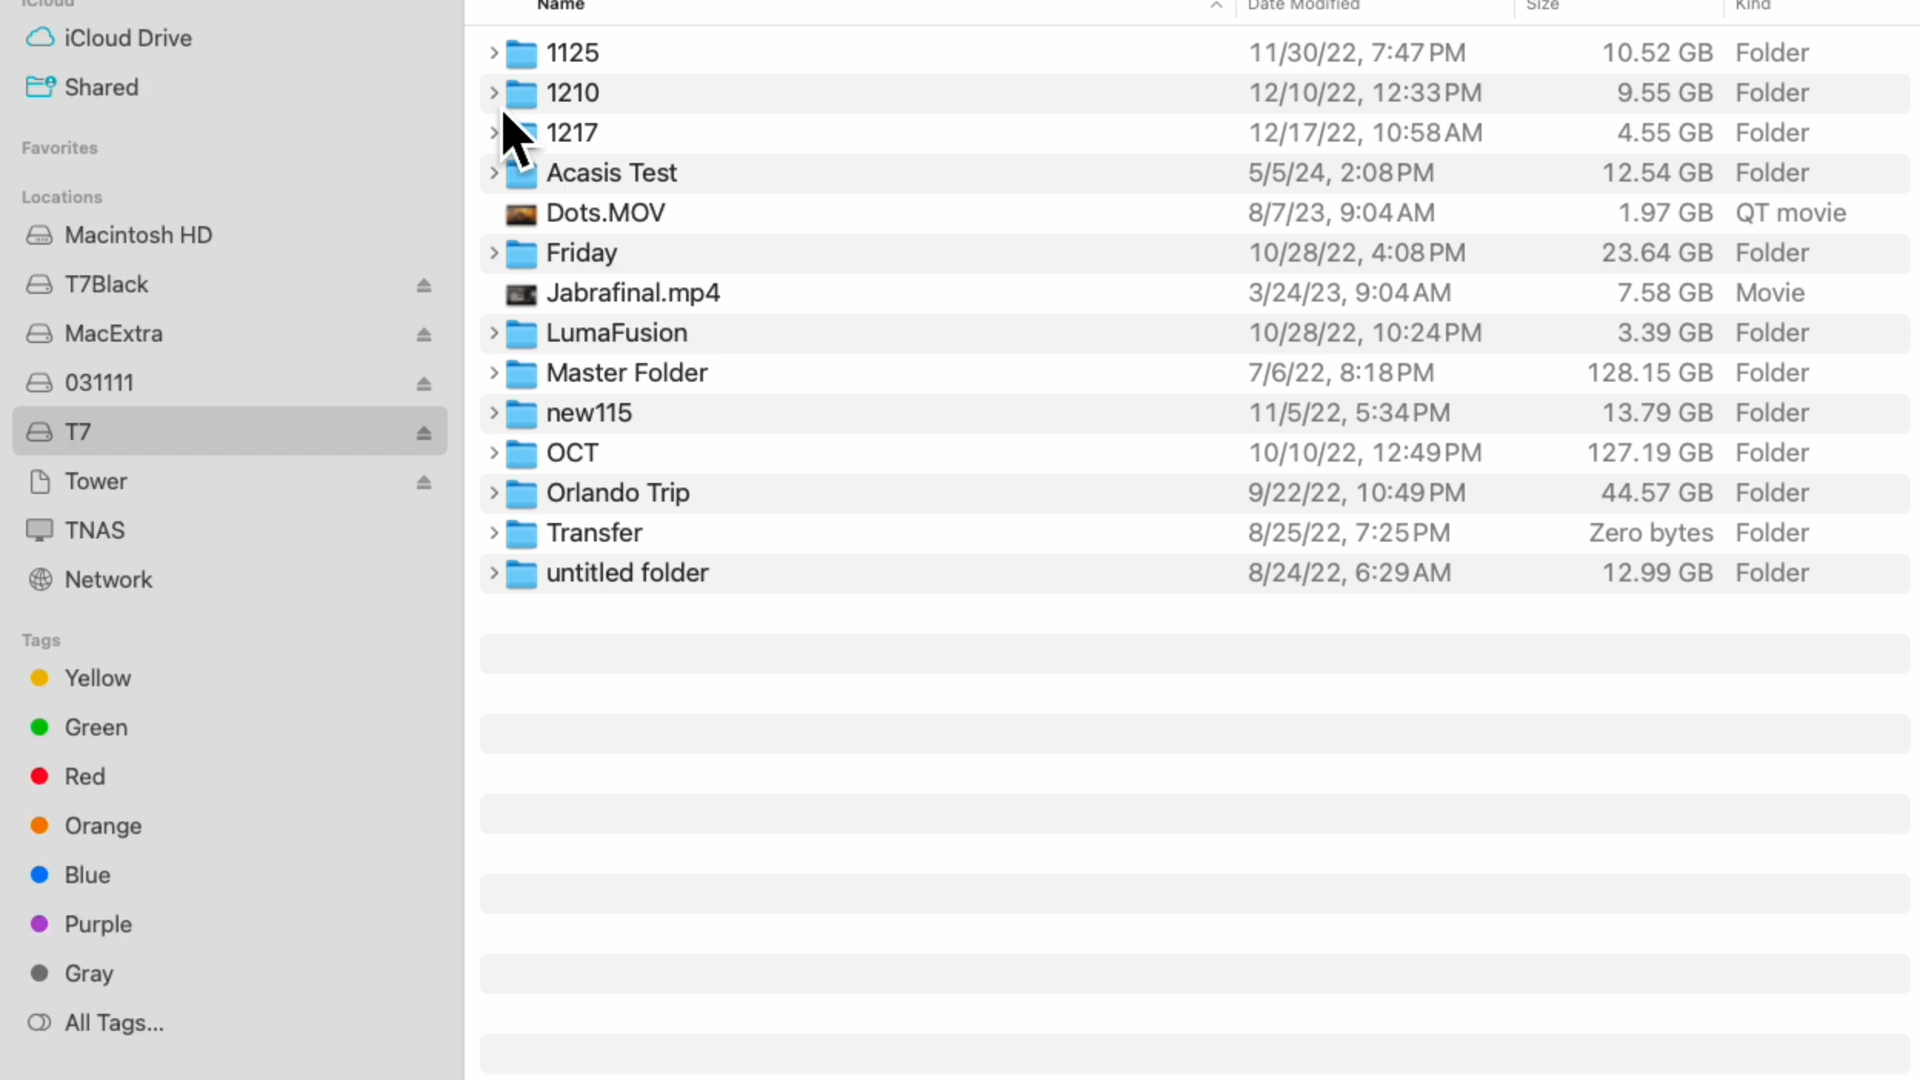 iCloud
iCloud Drive
Shared
Favorites
Locations
Macintosh HD
T7Black
MacExtra
031111
T7
Tower
TNAS
Network
Tags
Yellow
Green
Red
Orange
Blue
Purple
Gray
All Tags...
Name Date Modified Size Kind
1125 11/30/22, 7:47 PM 10.52 GB Folder
1210 12/10/22, 12:33 PM 9.55 GB Folder
1217 12/17/22, 10:58 AM 4.55 GB Folder
Acasis Test 5/5/24, 2:08 PM 12.54 GB Folder
Dots.MOV 8/7/23, 9:04 AM 1.97 GB QT movie
Friday 10/28/22, 4:08 PM 23.64 GB Folder
Jabrafinal.mp4 3/24/23, 9:04 AM 7.58 GB Movie
LumaFusion 10/28/22, 10:24 PM 3.39 GB Folder
Master Folder 7/6/22, 8:18 PM 128.15 GB Folder
new115 11/5/22, 5:34 PM 13.79 GB Folder
OCT 10/10/22, 12:49 PM 127.19 GB Folder
Orlando Trip 9/22/22, 10:49 PM 44.57 GB Folder
Transfer 8/25/22, 7:25 PM Zero bytes Folder
untitled folder 8/24/22, 6:29 AM 12.99 GB Folder